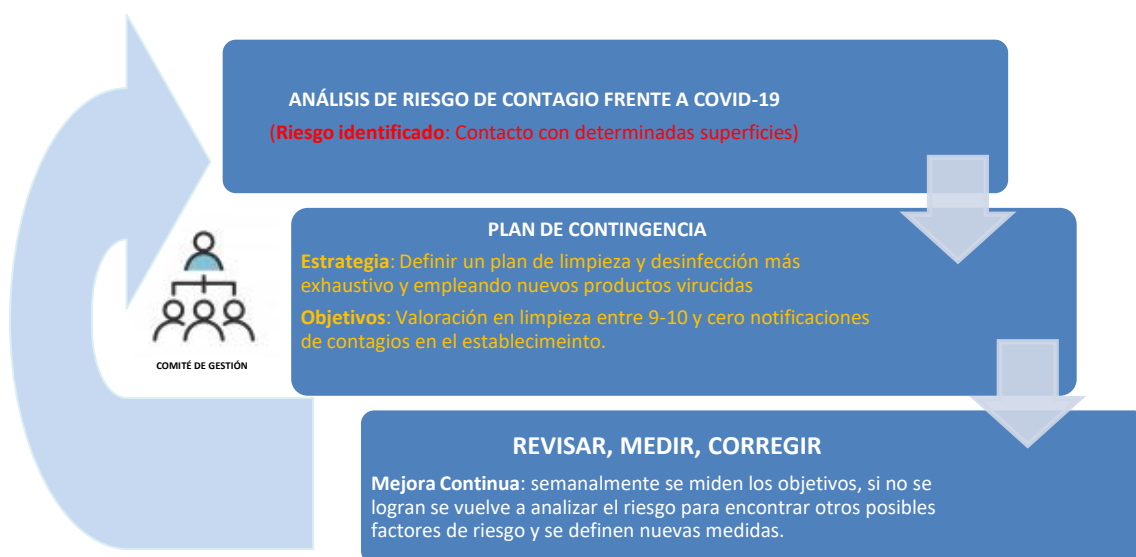 ANÁLISIS DE RIESGO DE CONTAGIO FRENTE A COVID-19
(Riesgo identificado: Contacto con determinadas superficies)
PLAN DE CONTINGENCIA
Estrategia: Definir un plan de limpieza y desinfección más
exhaustivo y empleando nuevos productos virucidas
Objetivos: Valoración en limpieza entre 9-10 y cero notificaciones
de contagios en el establecimeinto.
COMITÉ DE GESTIÓN
REVISAR, MEDIR, CORREGIR
Mejora Continua: semanalmente se miden los objetivos, si no se
logran se vuelve a analizar el riesgo para encontrar otros posibles
factores de riesgo y se definen nuevas medidas.